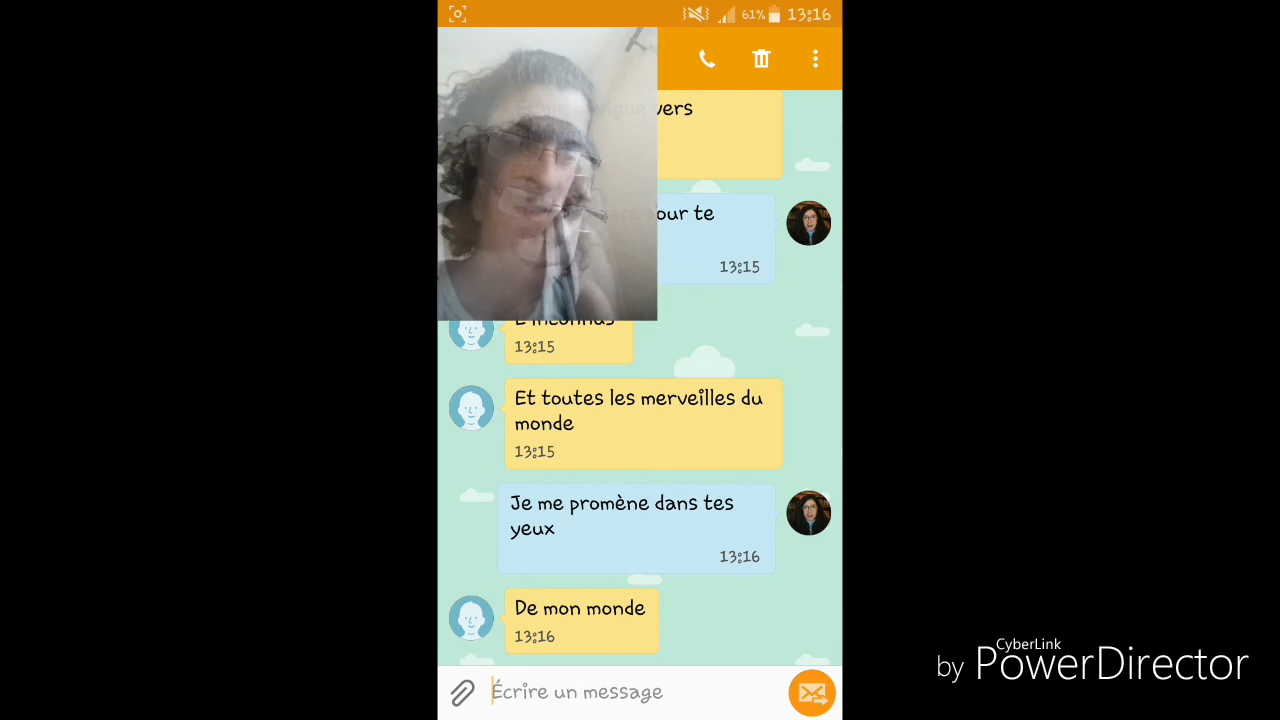 61% 13:16
vers
our te
13:15
L'inconnus
13:15
Et toutes les merveilles du
monde
13:15
Je me promène dans tes
yeux
13:16
De mon monde
13:16
Écrire un message
CyberLink
by PowerDirector